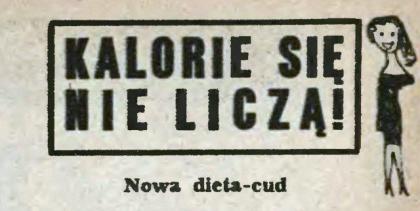 KALORIE SIĘ
NIE LICZĄ!
Nowa dieta-cud